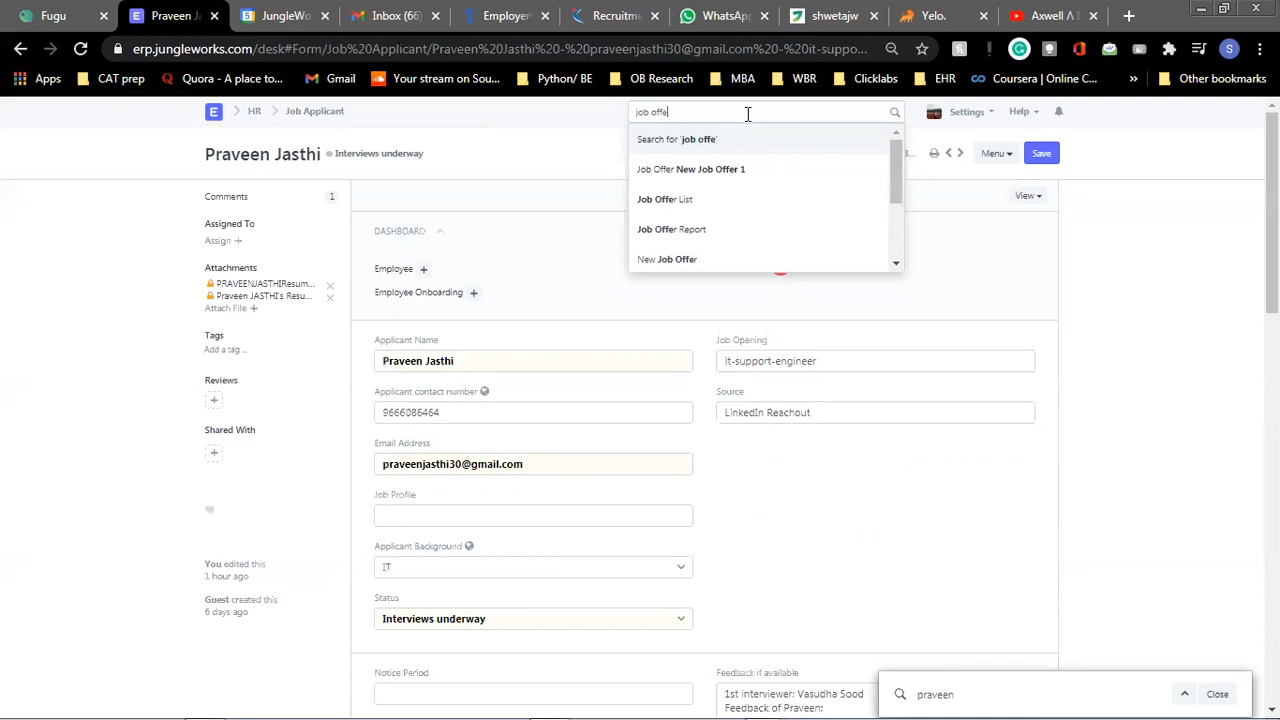 Fugu
Praveen Ja
JungleWo
Inbox (66)
Employer
Recruitme
WhatsAp
shwetajw
Yelo.
Axwell Λ I
erp.jungleworks.com/desk#Form/Job%20Applicant/Praveen%20Jasthi%20-%20praveenjasthi30@gmail.com%20-%20it-suppo...
S
Apps
CAT prep
Quora - A place to...
Gmail
Your stream on Sou...
Python/ BE
OB Research
MBA
WBR
Clicklabs
EHR
Coursera | Online C...
»
Other bookmarks
E
HR
Job Applicant
job offe
Settings
Help
Praveen Jasthi
Interviews underway
Search for 'job offe'
3...
Menu
Save
Job Offer New Job Offer 1
Job Offer List
Job Offer Report
New Job Offer
Comments
1
View
Assigned To
Assign +
DASHBOARD
Attachments
PRAVEENJASTHIResum...
Praveen JASTHI's Resu...
Attach File +
Employee +
Employee Onboarding +
Tags
Add a tag ...
Reviews
+
Shared With
+
Applicant Name
Praveen Jasthi
Job Opening
it-support-engineer
Applicant contact number
9666086464
Source
LinkedIn Reachout
Email Address
praveenjasthi30@gmail.com
Job Profile
Applicant Background
IT
Status
Interviews underway
You edited this
1 hour ago
Guest created this
6 days ago
Notice Period
Feedback if available
1st interviewer: Vasudha Sood
Feedback of Praveen:
praveen
Close